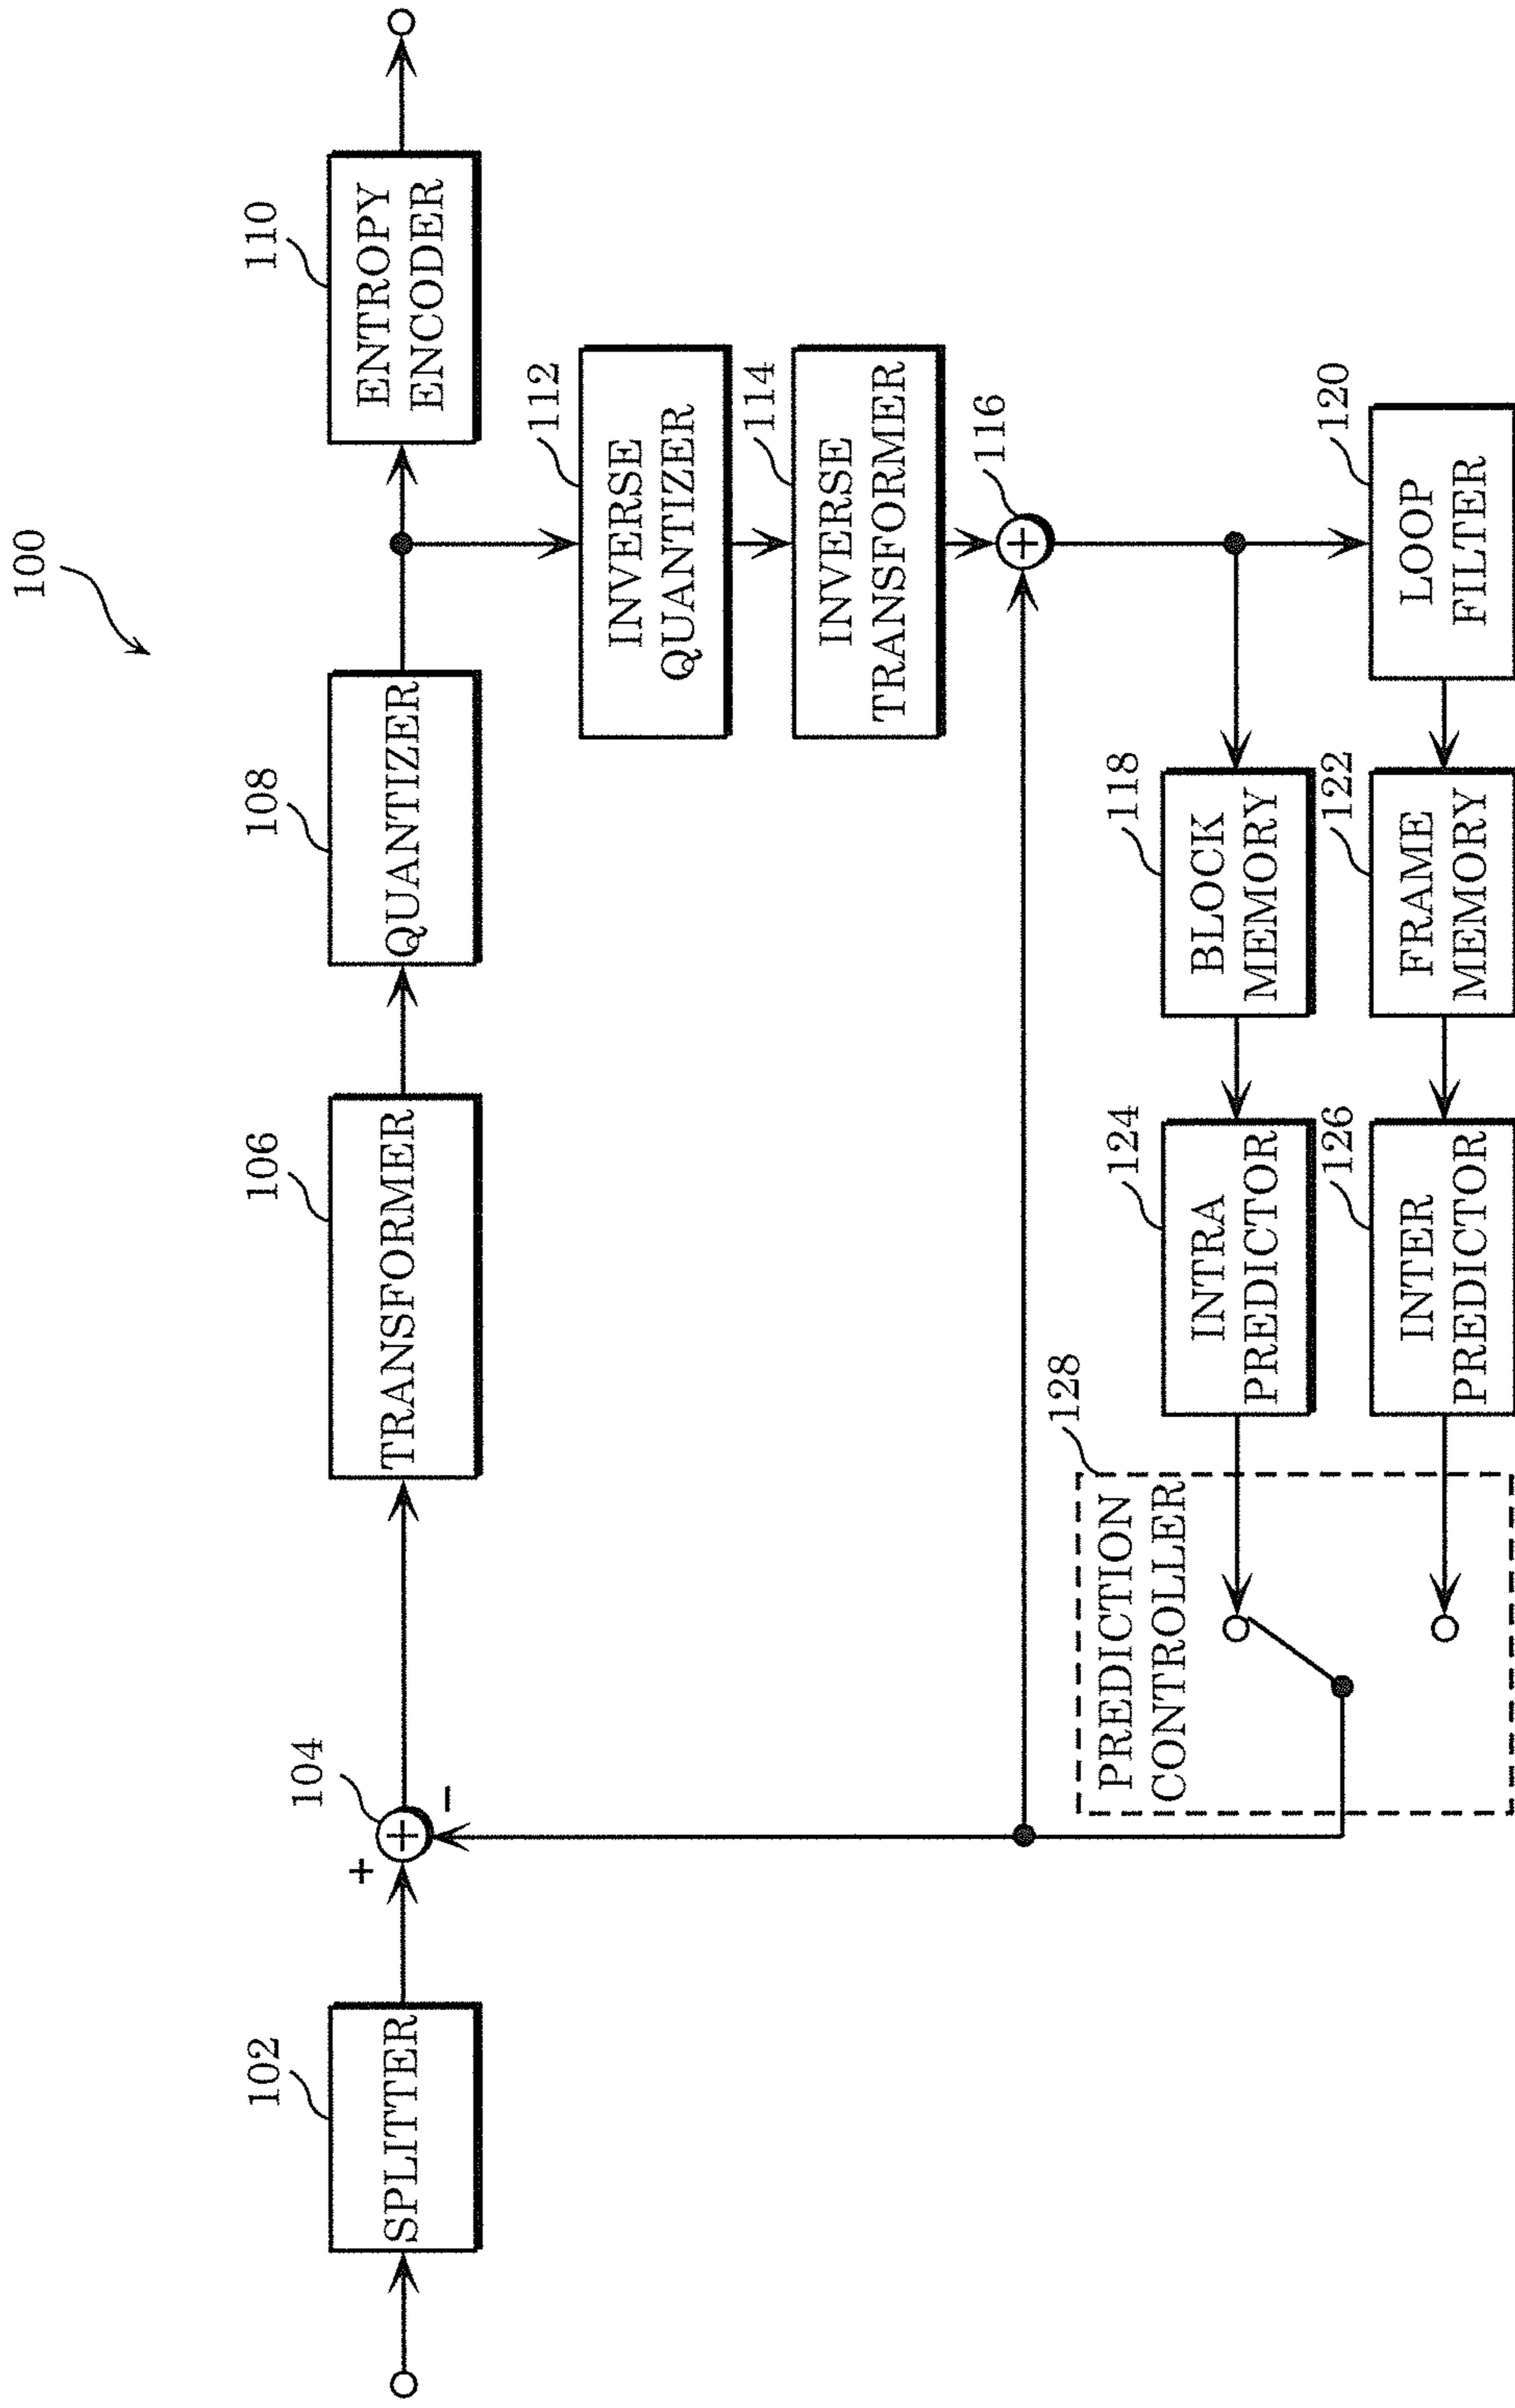 100
102
SPLITTER
104
+
-
106
TRANSFORMER
108
QUANTIZER
110
ENTROPY
ENCODER
112
INVERSE
QUANTIZER
114
INVERSE
TRANSFORMER
116
128
PREDICTION
CONTROLLER
124
INTRA
PREDICTOR
118
BLOCK
MEMORY
126
INTER
PREDICTOR
122
FRAME
MEMORY
120
LOOP
FILTER